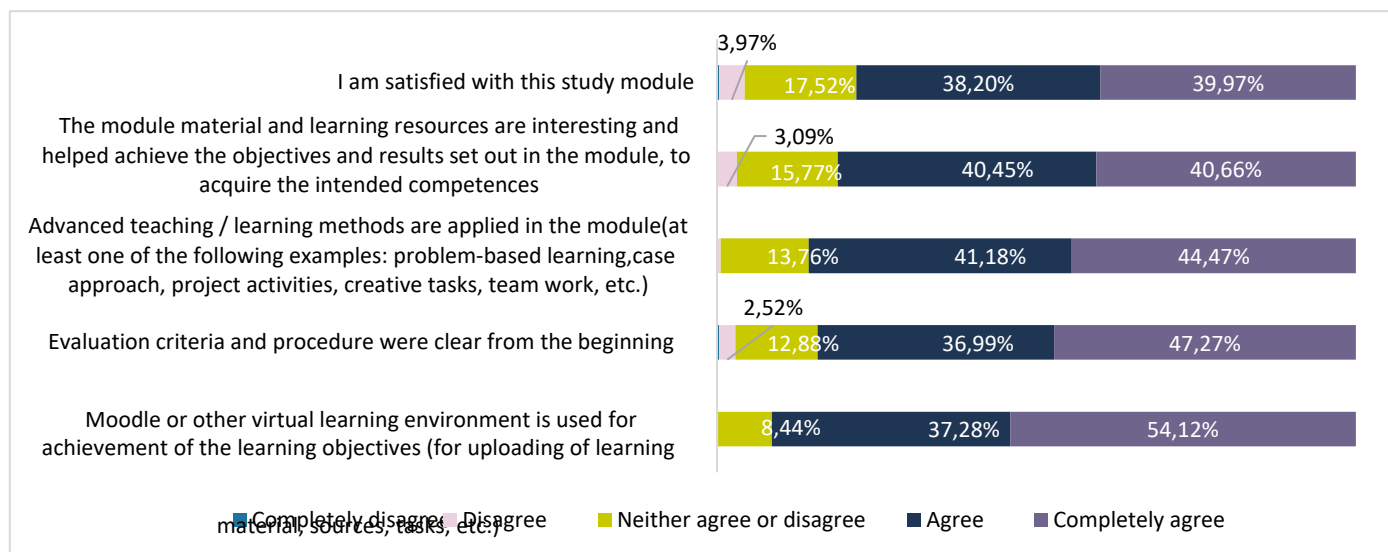 3,97%
I am satisfied with this study module
17,52% 38,20% 39,97%
The module material and learning resources are interesting and
helped achieve the objectives and results set out in the module, to
acquire the intended competences
3,09%
15,77% 40,45% 40,66%
Advanced teaching / learning methods are applied in the module(at
least one of the following examples: problem-based learning,case
approach, project activities, creative tasks, team work, etc.)
13,76% 41,18% 44,47%
2,52%
Evaluation criteria and procedure were clear from the beginning
12,88% 36,99% 47,27%
Moodle or other virtual learning environment is used for
achievement of the learning objectives (for uploading of learning
material, sources, tasks, etc.)
8,44% 37,28% 54,12%
Completely disagree Disagree Neither agree or disagree Agree Completely agree